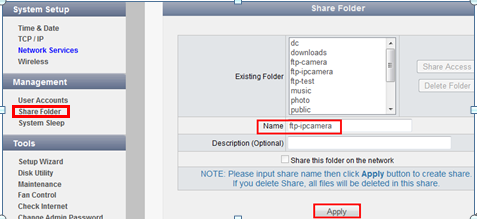 System Setup
Time & Date
TCP / IP
Network Services
Wireless
Management
User Accounts
Share Folder
System Sleep
Tools
Setup Wizard
Disk Utility
Maintenance
Fan Control
Check Internet
Change Admin Password
Share Folder
Existing Folder
dc
downloads
ftp-camera
ftp-ipcamera
ftp-test
music
photo
public
Share Access
Delete Folder
Name ftp-ipcamera
Description (Optional)
Share this folder on the network
NOTE: Please input share name then click Apply button to create share.
If you delete Share, all files will be deleted in this share.
Apply